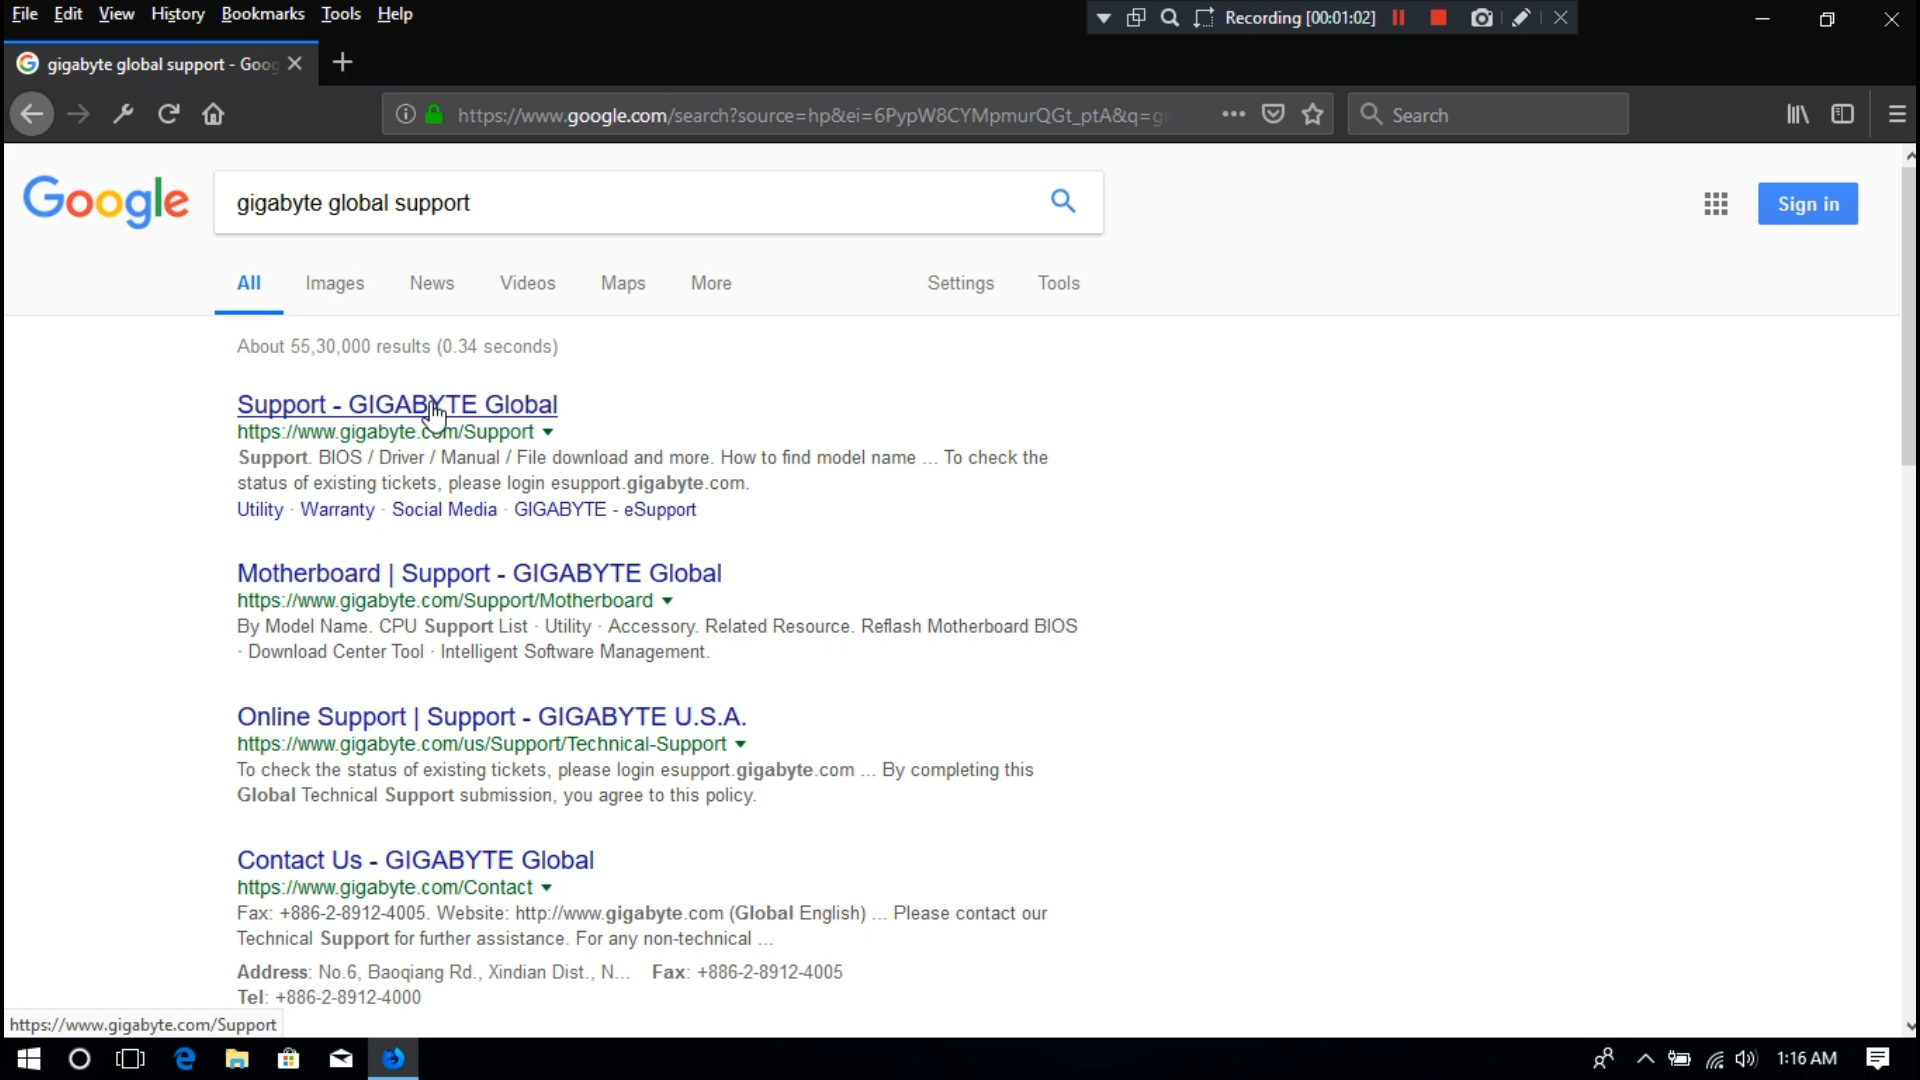 File Edit View History Bookmarks Tools Help
Recording [00:01:02]
gigabyte global support - Goog
https://www.google.com/search?source=hp&ei=6PypW8CYMpmurQGt_ptA&q=gi
Search
Google
gigabyte global support
Sign in
All Images News Videos Maps More Settings Tools
About 55,30,000 results (0.34 seconds)
Support - GIGABYTE Global
https://www.gigabyte.com/Support
Support. BIOS / Driver / Manual / File download and more. How to find model name ... To check the
status of existing tickets, please login esupport.gigabyte.com.
Utility · Warranty · Social Media · GIGABYTE - eSupport
Motherboard | Support - GIGABYTE Global
https://www.gigabyte.com/Support/Motherboard
By Model Name. CPU Support List · Utility · Accessory. Related Resource. Reflash Motherboard BIOS
· Download Center Tool · Intelligent Software Management.
Online Support | Support - GIGABYTE U.S.A.
https://www.gigabyte.com/us/Support/Technical-Support
To check the status of existing tickets, please login esupport.gigabyte.com ... By completing this
Global Technical Support submission, you agree to this policy.
Contact Us - GIGABYTE Global
https://www.gigabyte.com/Contact
Fax: +886-2-8912-4005. Website: http://www.gigabyte.com (Global English) ... Please contact our
Technical Support for further assistance. For any non-technical ...
Address: No.6, Baoqiang Rd., Xindian Dist., N... Fax: +886-2-8912-4005
Tel: +886-2-8912-4000
https://www.gigabyte.com/Support
1:16 AM